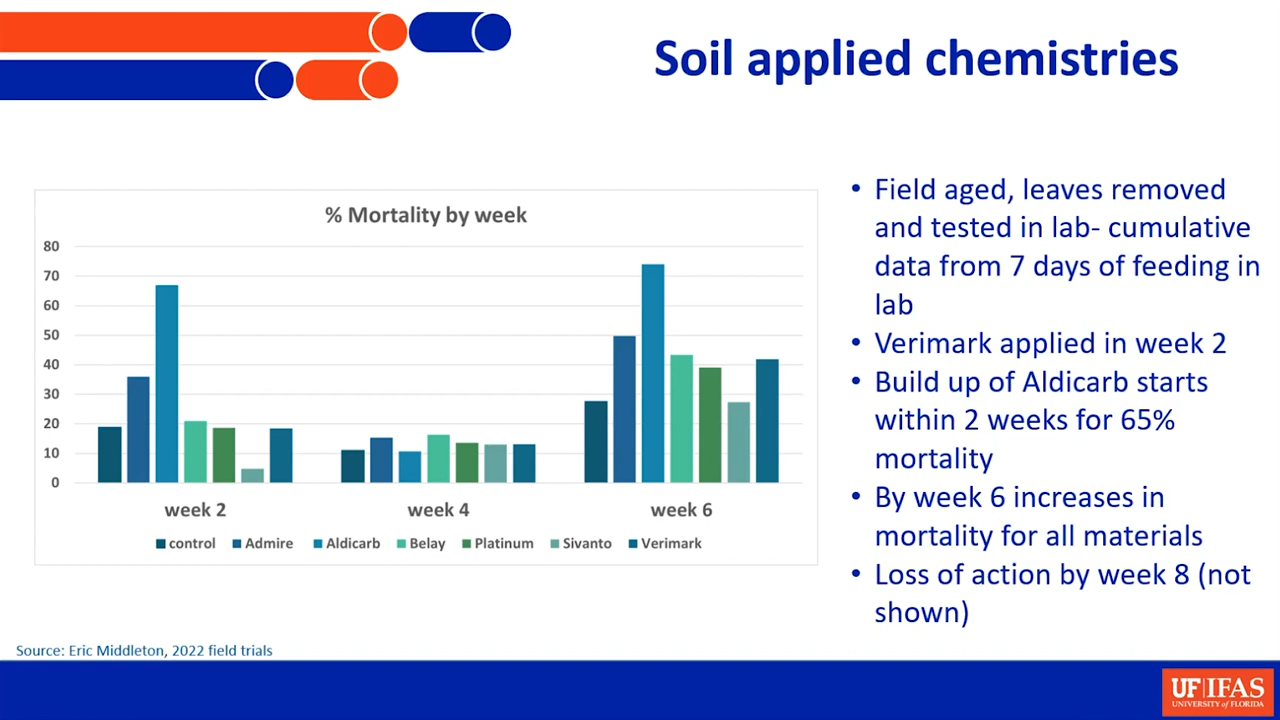 Soil applied chemistries
% Mortality by week
80
70
60
50
40
30
20
10
0
week 2 week 4 week 6
control Admire Aldicarb Belay Platinum Sivanto Verimark
• Field aged, leaves removed
and tested in lab- cumulative
data from 7 days of feeding in
lab
• Verimark applied in week 2
• Build up of Aldicarb starts
within 2 weeks for 65%
mortality
• By week 6 increases in
mortality for all materials
• Loss of action by week 8 (not
shown)
Source: Eric Middleton, 2022 field trials
UF|IFAS
UNIVERSITY of FLORIDA